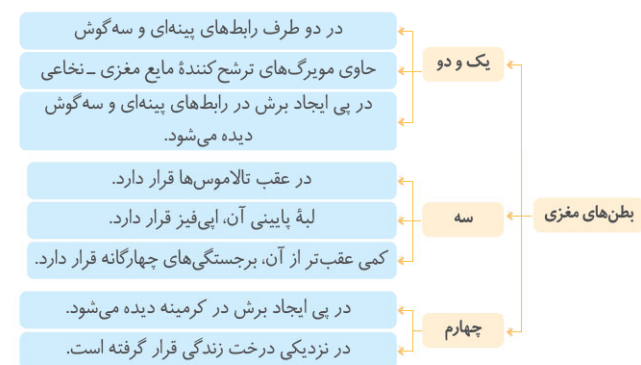 بطن‌های مغزی
یک و دو
در دو طرف رابط‌های پینه‌ای و سه‌گوش
حاوی مویرگ‌های ترشح‌کنندهٔ مایع مغزی ـ نخاعی
در پی ایجاد برش در رابط‌های پینه‌ای و سه‌گوش
دیده می‌شود.
سه
در عقب تالاموس‌ها قرار دارد.
لبهٔ پایینی آن، اپی‌فیز قرار دارد.
کمی عقب‌تر از آن، برجستگی‌های چهارگانه قرار دارد.
چهارم
در پی ایجاد برش در کرمینه دیده می‌شود.
در نزدیکی درخت زندگی قرار گرفته است.